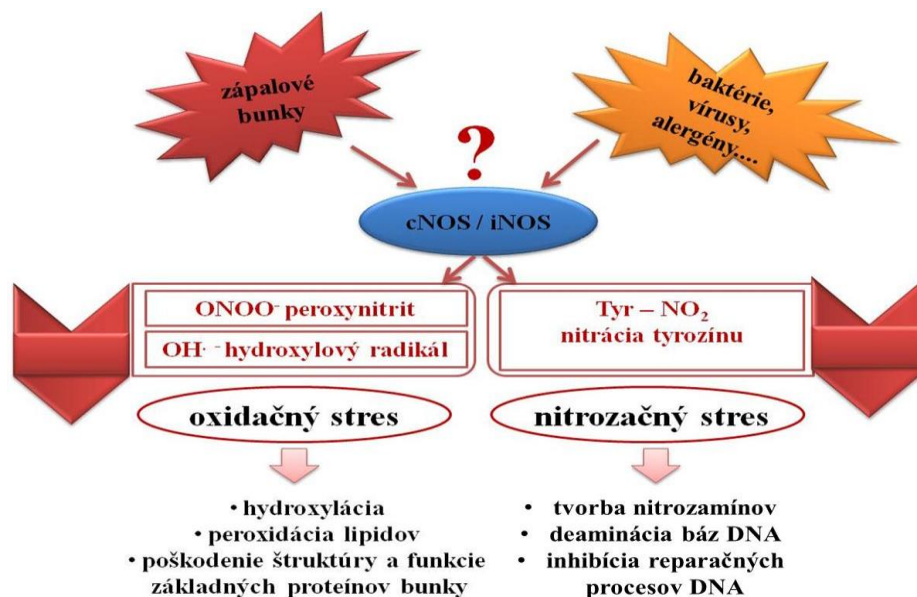 zápalové
bunky
baktérie,
vírusy,
alergény....
?
cNOS / iNOS
ONOO⁻ peroxynitrit
OH· ⁻ hydroxylový radikál
Tyr – NO₂
nitrácia tyrozínu
oxidačný stres
nitrozačný stres
• hydroxylácia
• peroxidácia lipidov
• poškodenie štruktúry a funkcie
základných proteínov bunky
• tvorba nitrozamínov
• deaminácia báz DNA
• inhibícia reparačných
procesov DNA